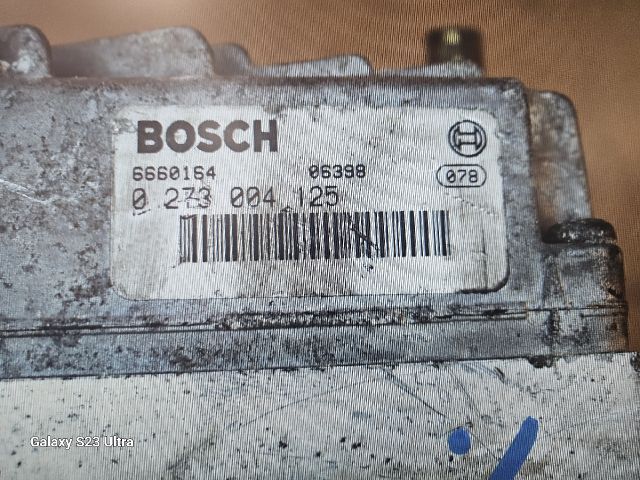 BOSCH
6660164 06398 078
0 273 004 125
Galaxy S23 Ultra